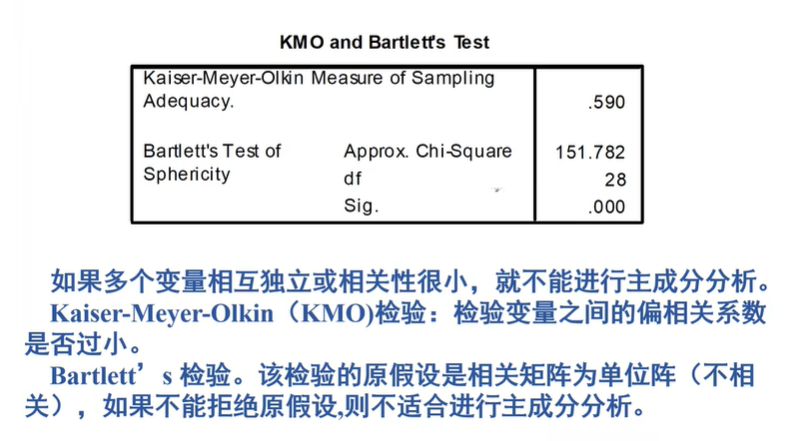 KMO and Bartlett's Test
Kaiser-Meyer-Olkin Measure of Sampling
Adequacy. .590
Bartlett's Test of Approx. Chi-Square 151.782
Sphericity df 28
Sig. .000
如果多个变量相互独立或相关性很小，就不能进行主成分分析。
Kaiser-Meyer-Olkin（KMO)检验：检验变量之间的偏相关系数
是否过小。
Bartlett’s 检验。该检验的原假设是相关矩阵为单位阵（不相
关），如果不能拒绝原假设,则不适合进行主成分分析。